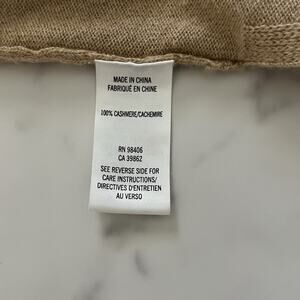 MADE IN CHINA
FABRIQUÉ EN CHINE
100% CASHMERE/CACHEMIRE
RN 98406
CA 39862
SEE REVERSE SIDE FOR
CARE INSTRUCTIONS/
DIRECTIVES D'ENTRETIEN
AU VERSO